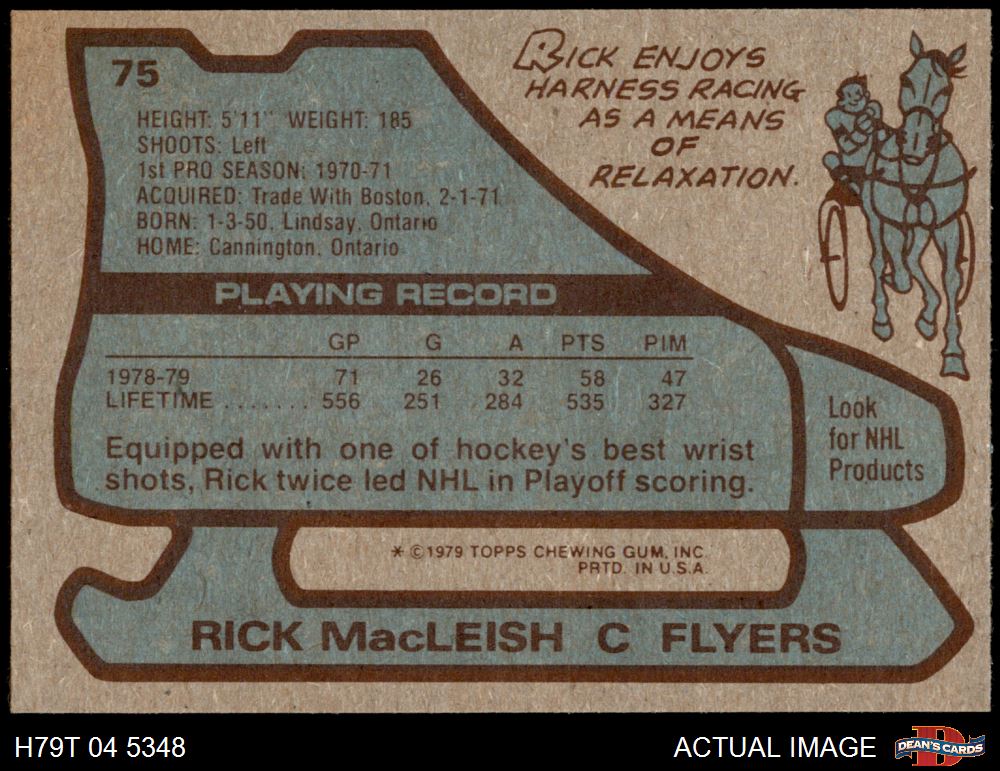 75
HEIGHT: 5'11" WEIGHT: 185
SHOOTS: Left
1st PRO SEASON: 1970-71
ACQUIRED: Trade With Boston, 2-1-71
BORN: 1-3-50, Lindsay, Ontario
HOME: Cannington, Ontario
RICK ENJOYS
HARNESS RACING
AS A MEANS
OF
RELAXATION.
PLAYING RECORD
GP G A PTS PIM
1978-79 71 26 32 58 47
LIFETIME ....... 556 251 284 535 327
Equipped with one of hockey's best wrist
shots, Rick twice led NHL in Playoff scoring.
Look
for NHL
Products
* ©1979 TOPPS CHEWING GUM, INC.
PRTD. IN U.S.A.
RICK MacLEISH C FLYERS
H79T 04 5348
ACTUAL IMAGE
D
DEAN'S CARDS